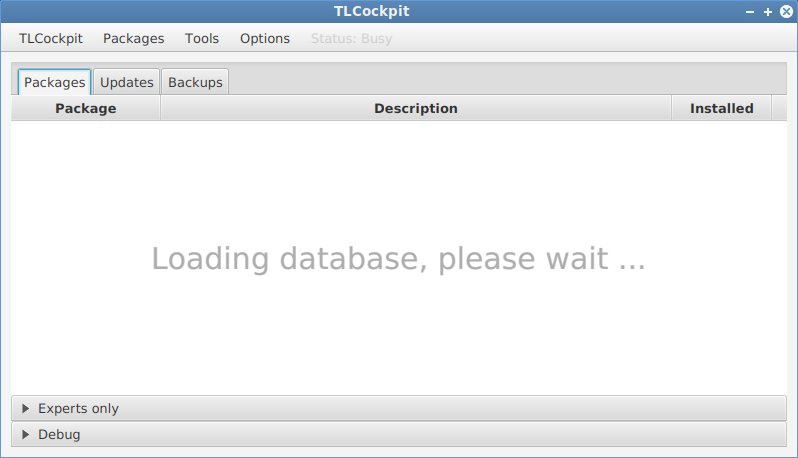 TLCockpit
TLCockpit Packages Tools Options Status: Busy
Packages Updates Backups
Package Description Installed
Loading database, please wait ...
Experts only
Debug